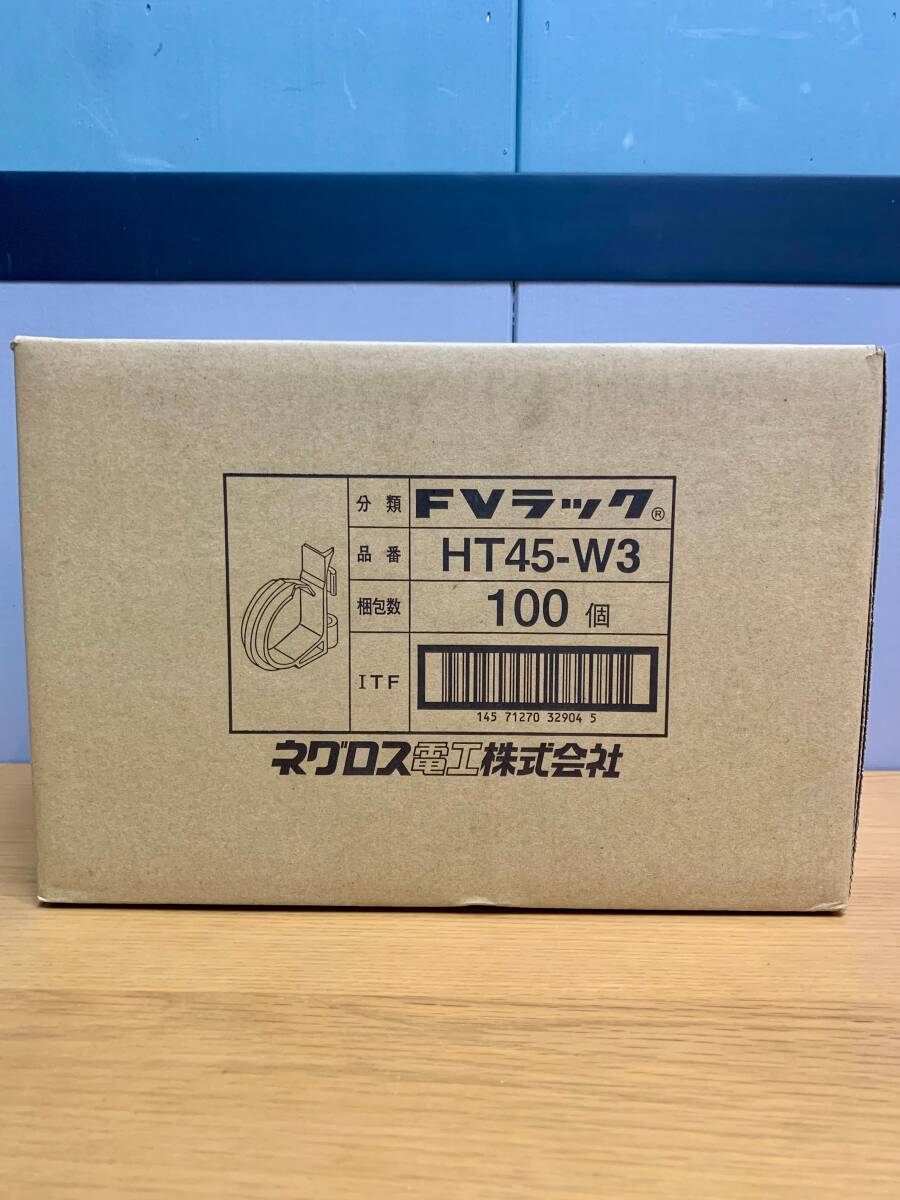 分類 FVラック®
品番 HT45-W3
梱包数 100 個
ITF
145 71270 32904 5
ネグロス電工株式会社